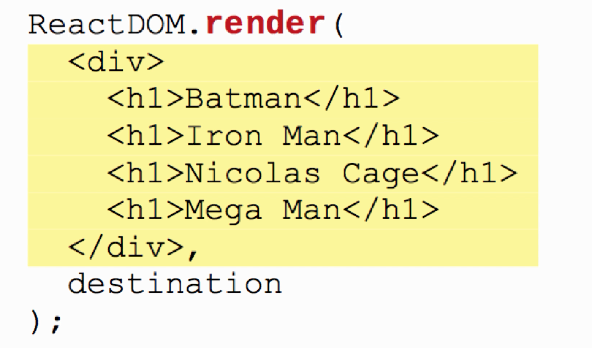 ReactDOM.render(
  <div>
    <h1>Batman</h1>
    <h1>Iron Man</h1>
    <h1>Nicolas Cage</h1>
    <h1>Mega Man</h1>
  </div>,
  destination
);